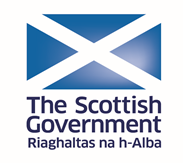 The Scottish
Government
Riaghaltas na h-Alba